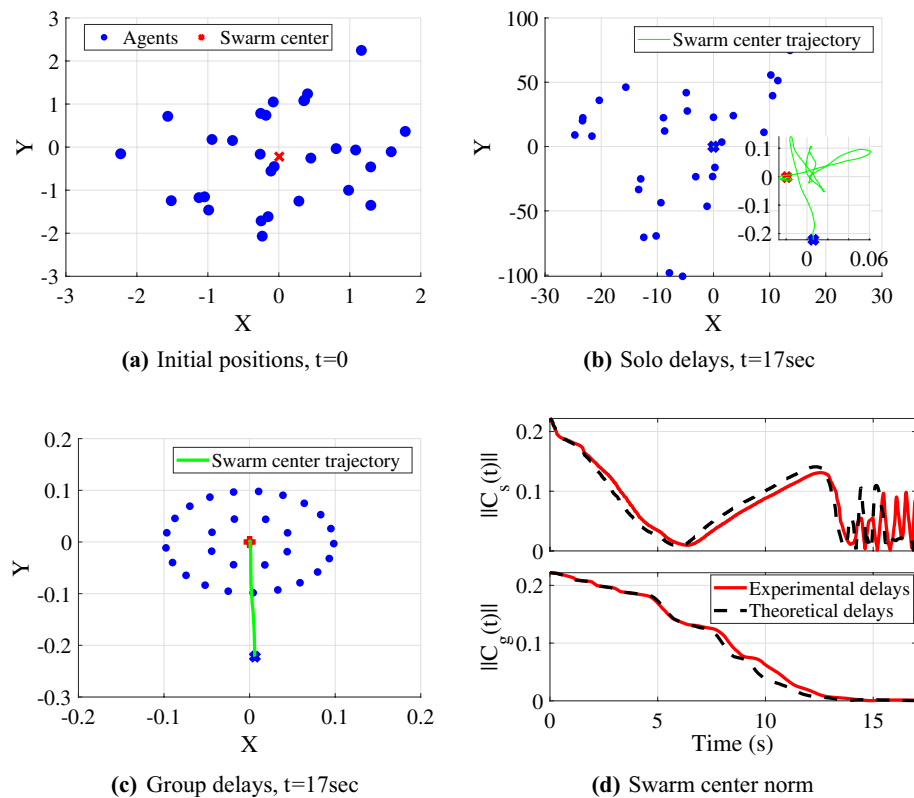 3
2
1
0
-1
-2
-3
Y
Agents Swarm center
-3 -2 -1 0 1 2
X
(a) Initial positions, t=0
100
50
0
-50
-100
Y
Swarm center trajectory
0.1
0
-0.1
-0.2
0 0.06
-30 -20 -10 0 10 20 30
X
(b) Solo delays, t=17sec
0.2
0.1
0
-0.1
-0.2
-0.3
Y
Swarm center trajectory
-0.2 -0.1 0 0.1 0.2
X
(c) Group delays, t=17sec
0.2
0.1
0
||C_s(t)||
0.2
0.1
0
||C_g(t)||
Experimental delays
Theoretical delays
0 5 10 15
Time (s)
(d) Swarm center norm